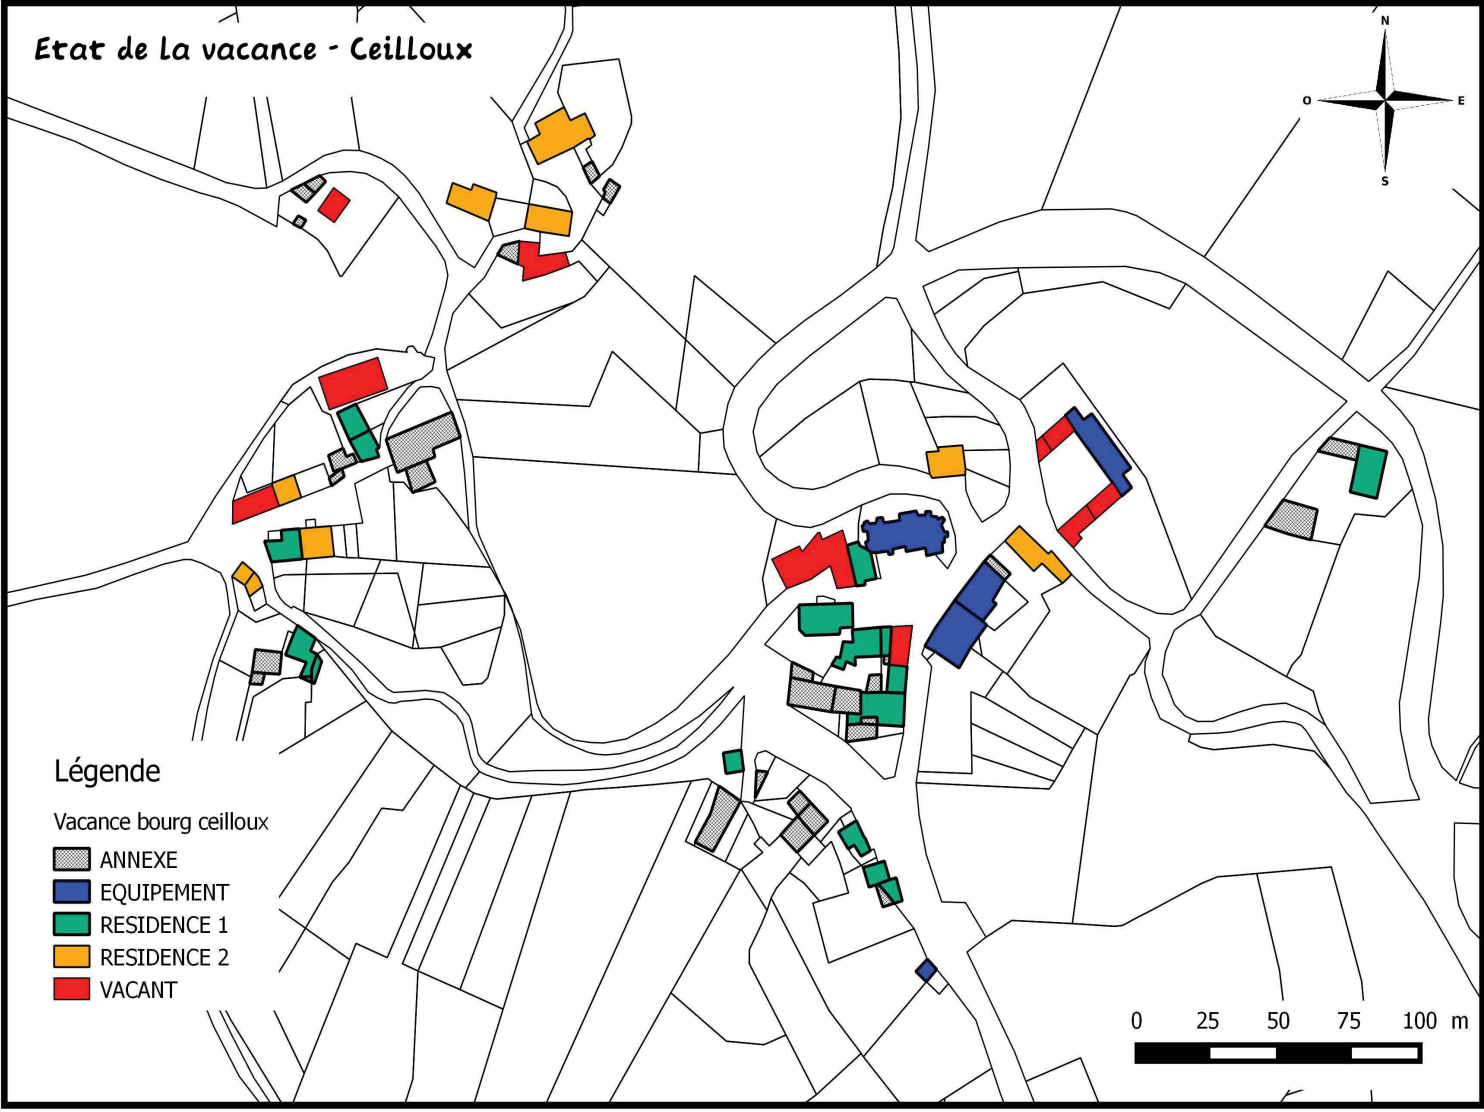 Etat de la vacance - Ceilloux
N
O
E
S
Légende
Vacance bourg ceilloux
ANNEXE
EQUIPEMENT
RESIDENCE 1
RESIDENCE 2
VACANT
0 25 50 75 100 m